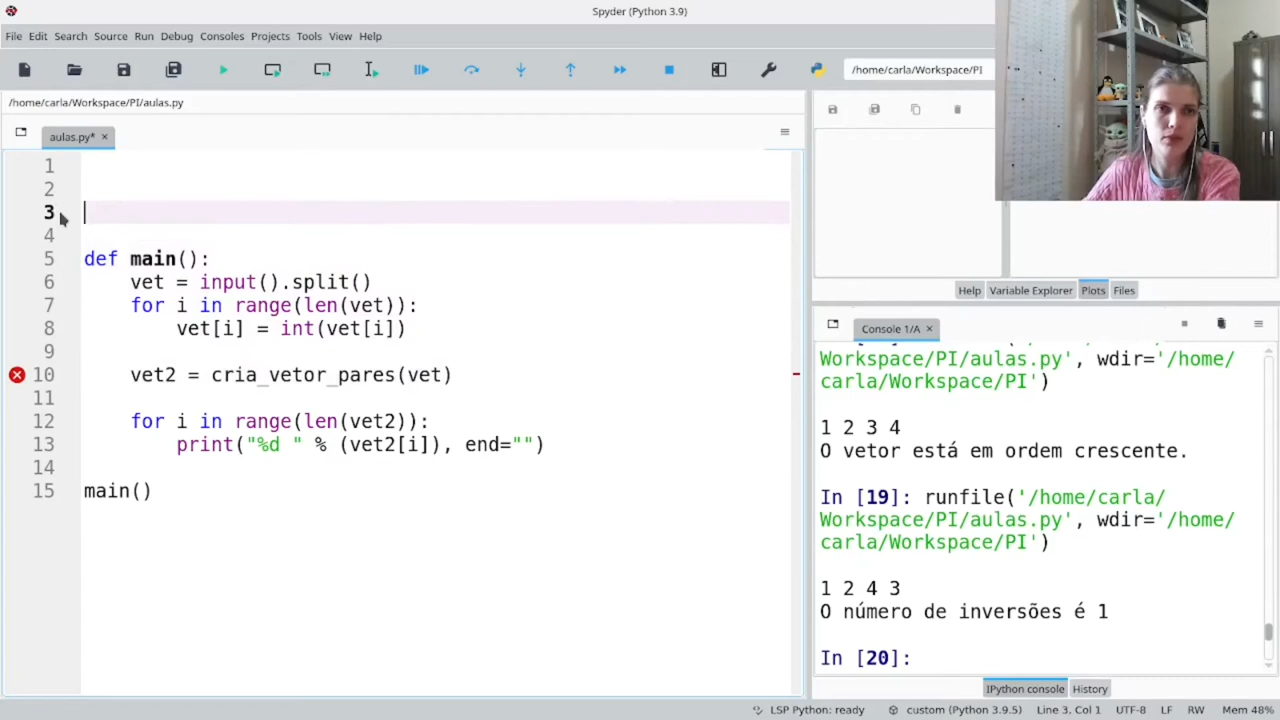 Spyder (Python 3.9)
File Edit Search Source Run Debug Consoles Projects Tools View Help
/home/carla/Workspace/PI
/home/carla/Workspace/PI/aulas.py
aulas.py*
1
2
3
4
5 def main():
6 vet = input().split()
7 for i in range(len(vet)):
8 vet[i] = int(vet[i])
9
10 vet2 = cria_vetor_pares(vet)
11
12 for i in range(len(vet2)):
13 print("%d " % (vet2[i]), end="")
14
15 main()
Help Variable Explorer Plots Files
Console 1/A
Workspace/PI/aulas.py', wdir='/home/
carla/Workspace/PI')
1 2 3 4
O vetor está em ordem crescente.
In [19]: runfile('/home/carla/
Workspace/PI/aulas.py', wdir='/home/
carla/Workspace/PI')
1 2 4 3
O número de inversões é 1
In [20]:
IPython console History
LSP Python: ready custom (Python 3.9.5) Line 3, Col 1 UTF-8 LF RW Mem 48%